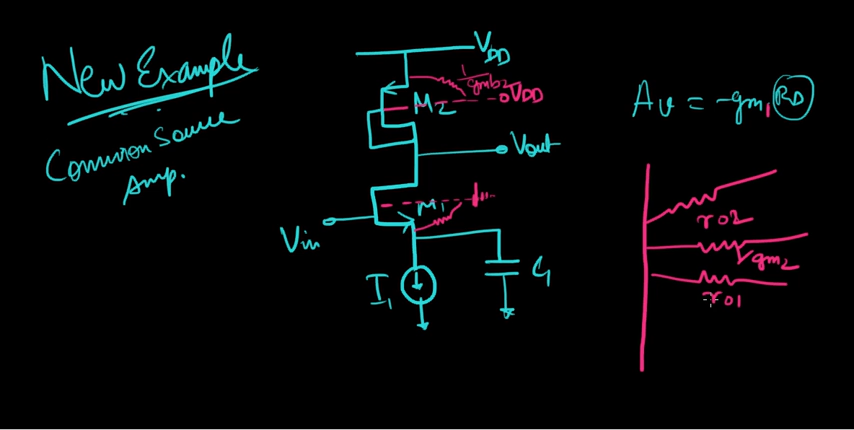 New Example
Common Source
Amp.
VDD
1/gmb2
M2
VDD
Vout
M1
Vin
I1
C1
Av = -gm1 RD
ro2
1/gm2
ro1